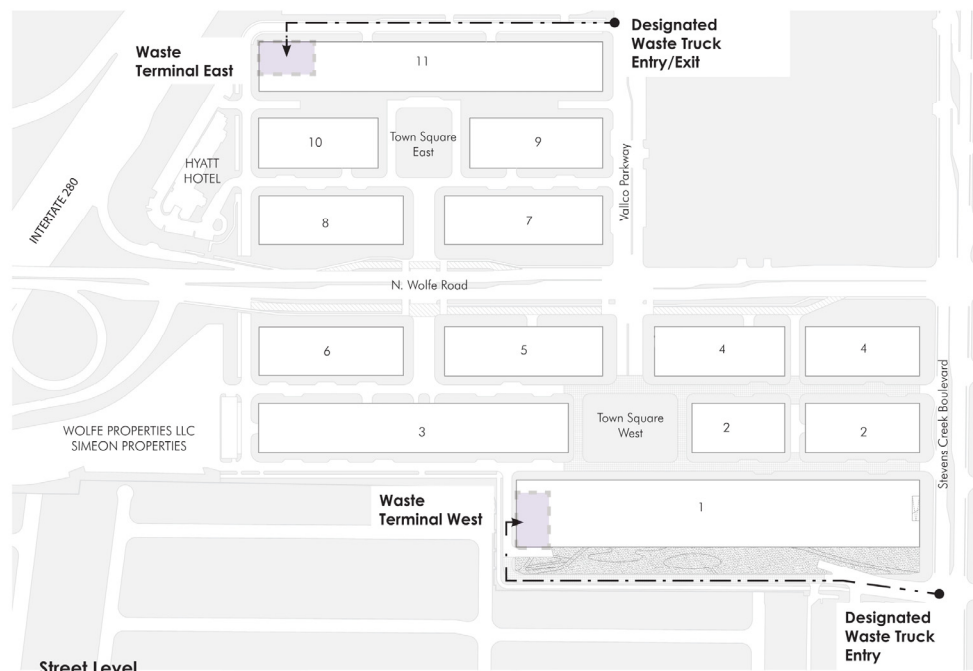 Designated
Waste Truck
Entry/Exit
Waste
Terminal East
11
10
Town Square
East
9
HYATT
HOTEL
Vallco Parkway
INTERTATE 280
8
7
N. Wolfe Road
6
5
4
4
Stevens Creek Boulevard
WOLFE PROPERTIES LLC
SIMEON PROPERTIES
3
Town Square
West
2
2
Waste
Terminal West
1
Designated
Waste Truck
Entry
Street Level